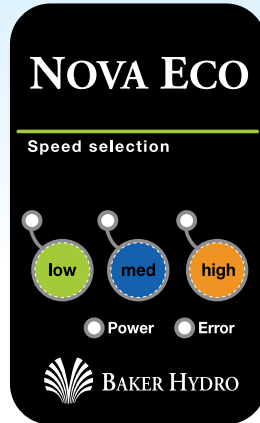 NOVA ECO
Speed selection
low med high
Power Error
BAKER HYDRO